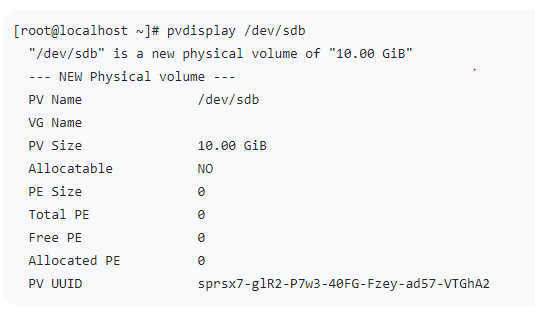 [root@localhost ~]# pvdisplay /dev/sdb
"/dev/sdb" is a new physical volume of "10.00 GiB"
--- NEW Physical volume ---
PV Name /dev/sdb
VG Name
PV Size 10.00 GiB
Allocatable NO
PE Size 0
Total PE 0
Free PE 0
Allocated PE 0
PV UUID sprsx7-glR2-P7w3-40FG-Fzey-ad57-VTGhA2